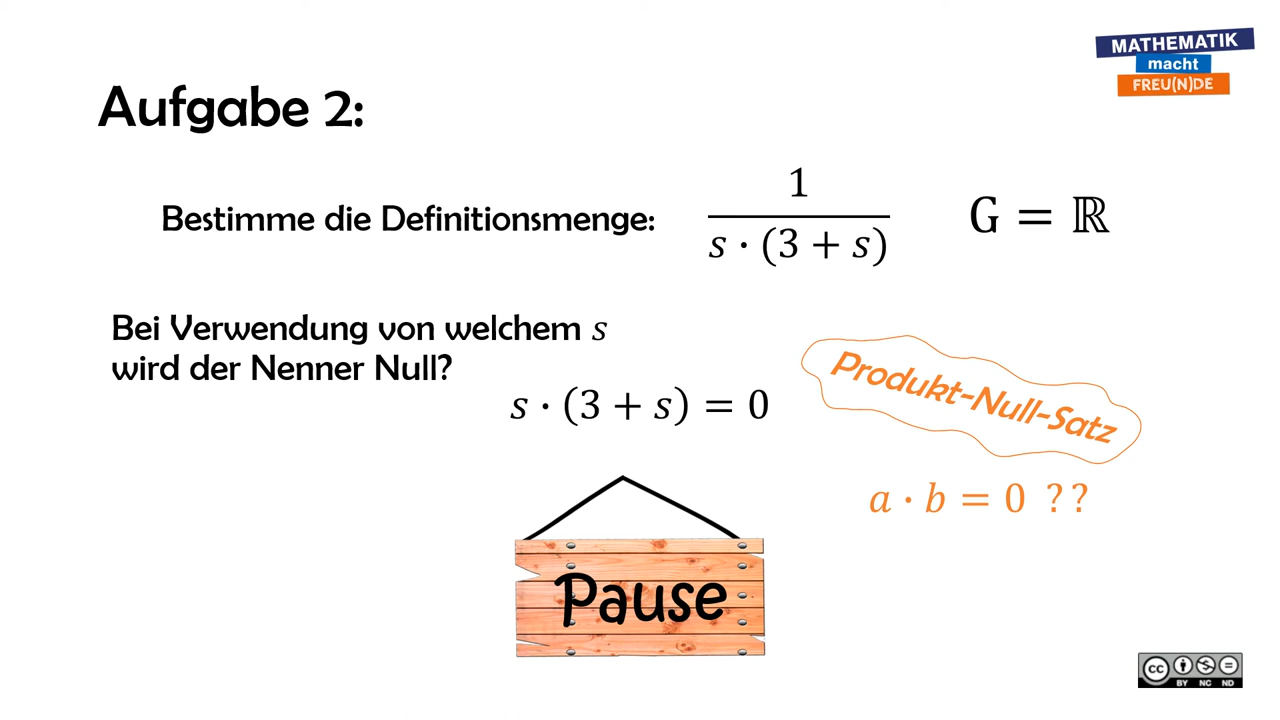 MATHEMATIK
macht
FREU(N)DE
Aufgabe 2:
Bestimme die Definitionsmenge:
1
s · (3 + s)
G = ℝ
Bei Verwendung von welchem s
wird der Nenner Null?
s · (3 + s) = 0
Produkt-Null-Satz
a · b = 0 ??
Pause
cc
BY NC ND